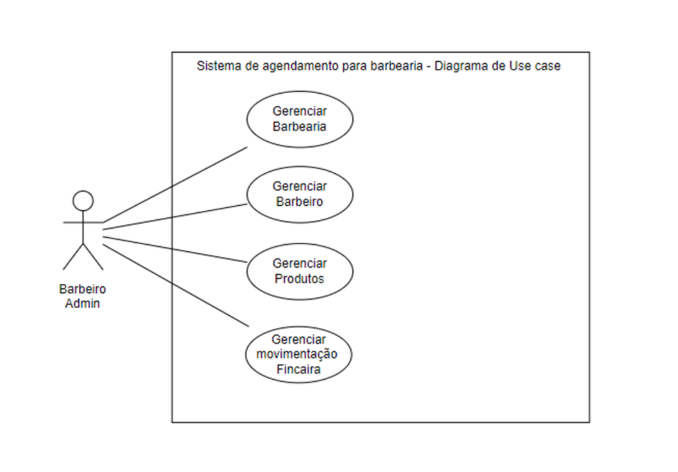 Sistema de agendamento para barbearia - Diagrama de Use case
Gerenciar
Barbearia
Gerenciar
Barbeiro
Gerenciar
Produtos
Gerenciar
movimentação
Fincaira
Barbeiro
Admin